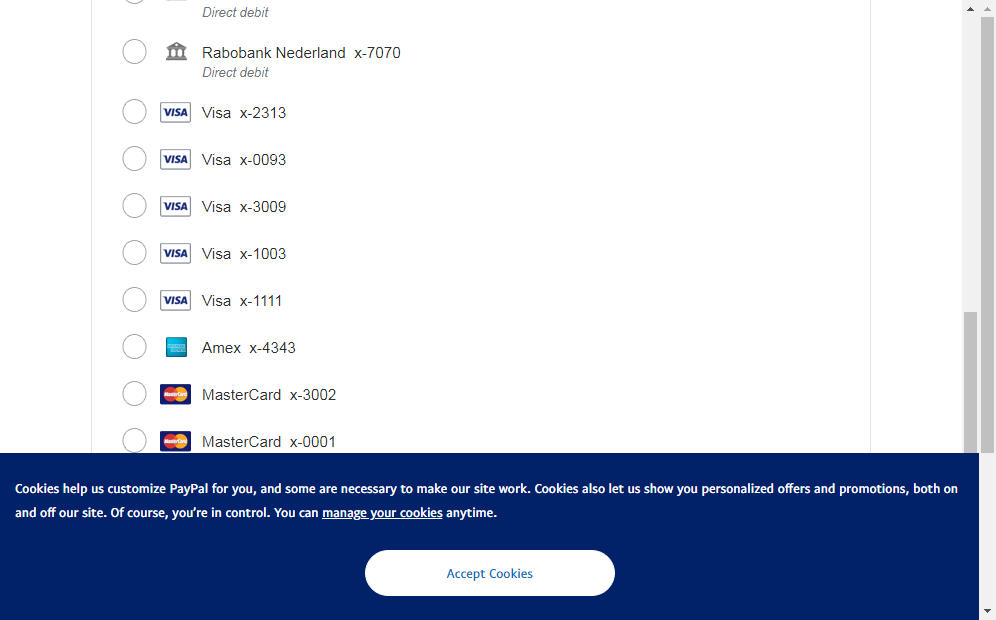 Direct debit
Rabobank Nederland x-7070
Direct debit
VISA Visa x-2313
VISA Visa x-0093
VISA Visa x-3009
VISA Visa x-1003
VISA Visa x-1111
Amex x-4343
MasterCard MasterCard x-3002
MasterCard MasterCard x-0001
Cookies help us customize PayPal for you, and some are necessary to make our site work. Cookies also let us show you personalized offers and promotions, both on
and off our site. Of course, you’re in control. You can manage your cookies anytime.
Accept Cookies